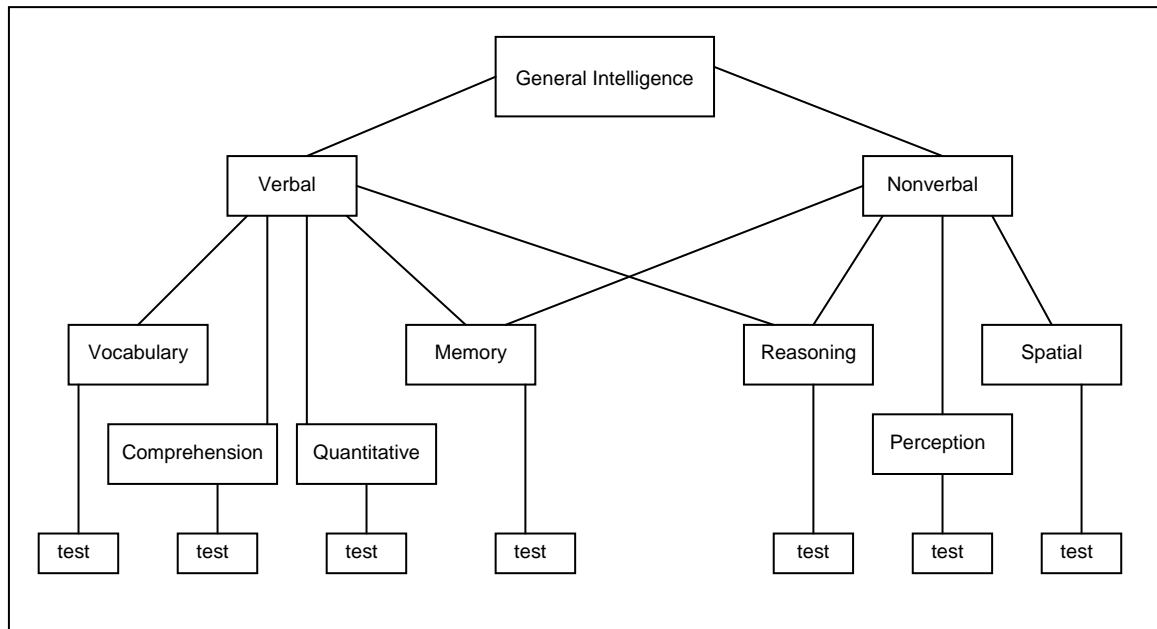 General Intelligence
Verbal
Nonverbal
Vocabulary
Memory
Reasoning
Spatial
Comprehension
Quantitative
Perception
test
test
test
test
test
test
test